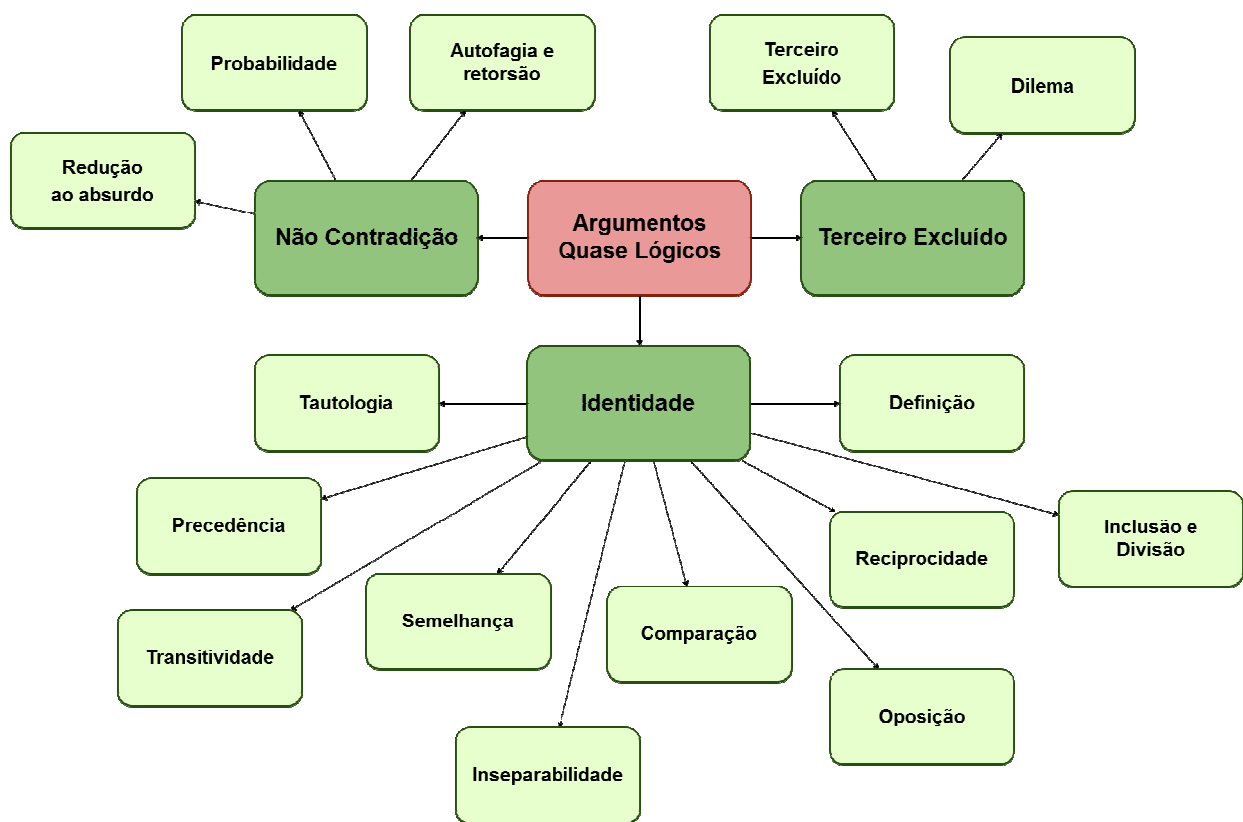 Probabilidade
Autofagia e
retorsão
Terceiro
Excluído
Dilema
Redução
ao absurdo
Não Contradição
Argumentos
Quase Lógicos
Terceiro Excluído
Tautologia
Identidade
Definição
Precedência
Inclusão e
Divisão
Reciprocidade
Semelhança
Comparação
Transitividade
Oposição
Inseparabilidade